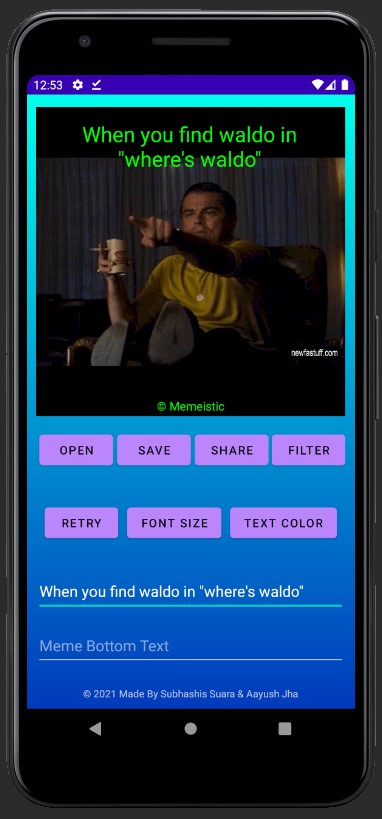 12:53
When you find waldo in
"where's waldo"
newfastuff.com
© Memeistic
OPEN SAVE SHARE FILTER
RETRY FONT SIZE TEXT COLOR
When you find waldo in "where's waldo"
Meme Bottom Text
© 2021 Made By Subhashis Suara & Aayush Jha